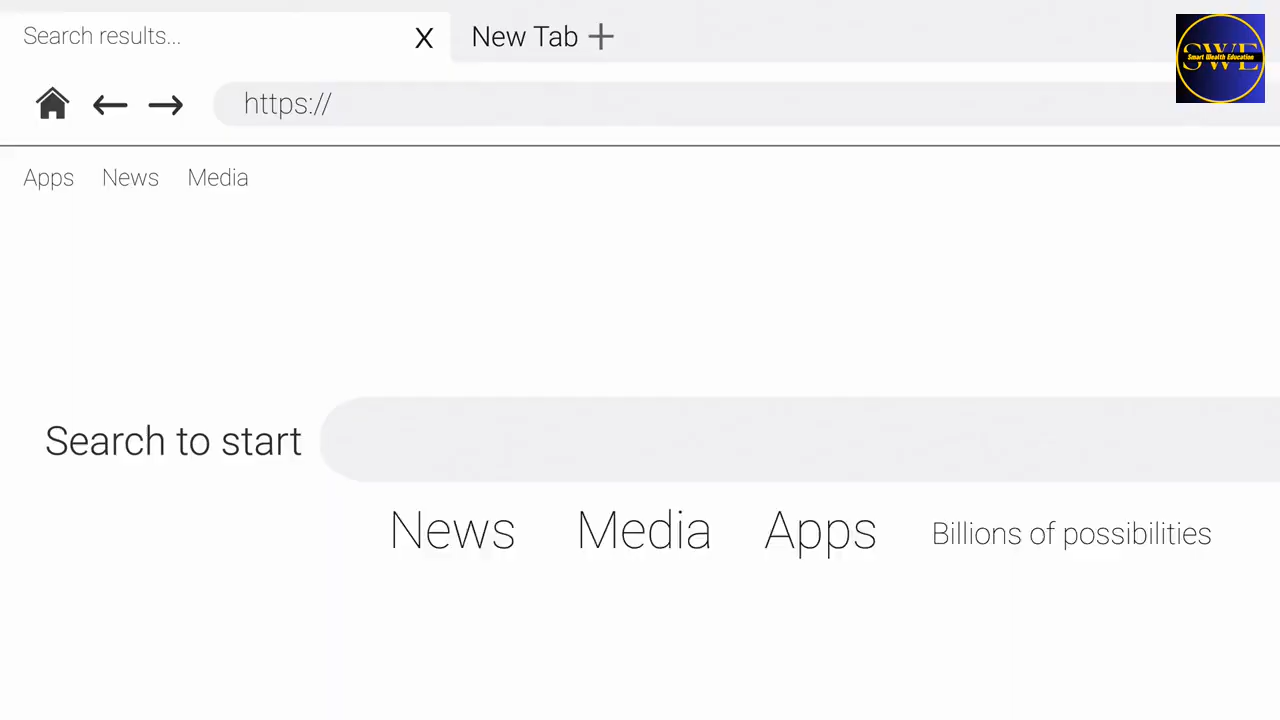 Search results...
X
New Tab +
SWE
Smart Wealth Education
https://
Apps News Media
Search to start
News Media Apps Billions of possibilities